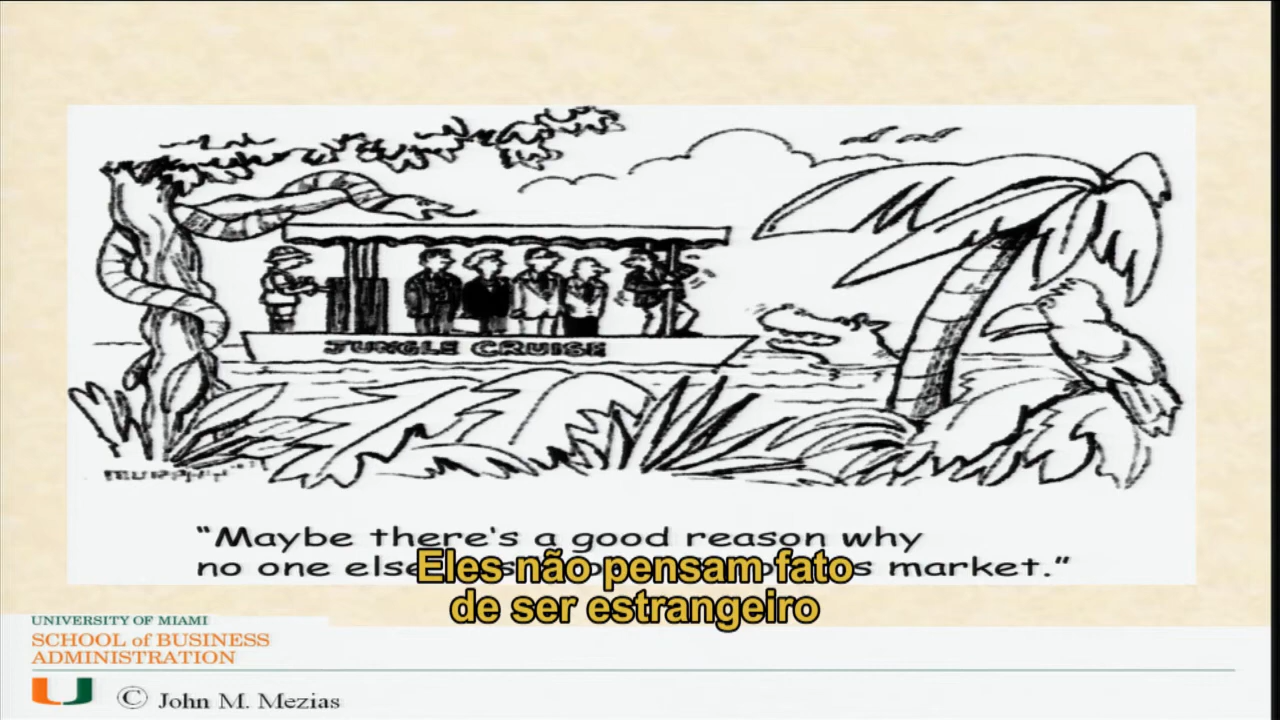 JUNGLE CRUISE
"Maybe there's a good reason why
no one else market."
Eles não pensam fato
de ser estrangeiro
UNIVERSITY OF MIAMI
SCHOOL of BUSINESS
ADMINISTRATION
© John M. Mezias